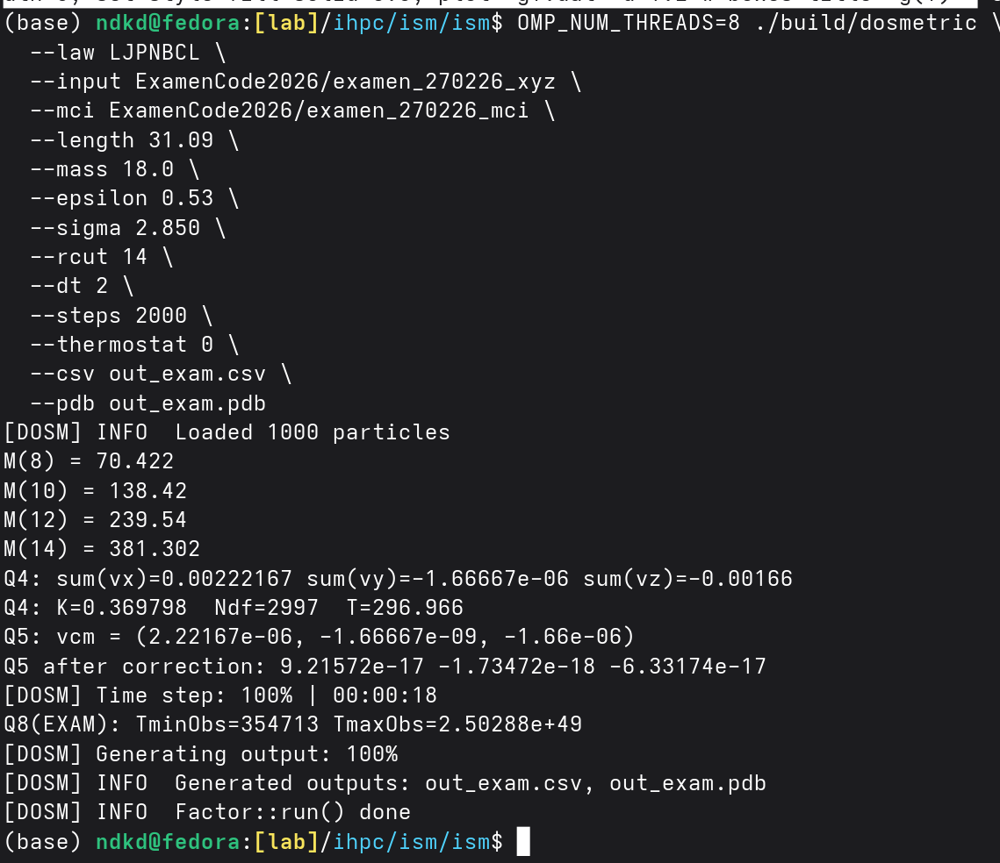 (base) ndkd@fedora:[lab]/ihpc/ism/ism$ OMP_NUM_THREADS=8 ./build/dosmetric \
  --law LJPNBCL \
  --input ExamenCode2026/examen_270226_xyz \
  --mci ExamenCode2026/examen_270226_mci \
  --length 31.09 \
  --mass 18.0 \
  --epsilon 0.53 \
  --sigma 2.850 \
  --rcut 14 \
  --dt 2 \
  --steps 2000 \
  --thermostat 0 \
  --csv out_exam.csv \
  --pdb out_exam.pdb
[DOSM] INFO  Loaded 1000 particles
M(8) = 70.422
M(10) = 138.42
M(12) = 239.54
M(14) = 381.302
Q4: sum(vx)=0.00222167 sum(vy)=-1.66667e-06 sum(vz)=-0.00166
Q4: K=0.369798  Ndf=2997  T=296.966
Q5: vcm = (2.22167e-06, -1.66667e-09, -1.66e-06)
Q5 after correction: 9.21572e-17 -1.73472e-18 -6.33174e-17
[DOSM] Time step: 100% | 00:00:18
Q8(EXAM): TminObs=354713 TmaxObs=2.50288e+49
[DOSM] Generating output: 100%
[DOSM] INFO  Generated outputs: out_exam.csv, out_exam.pdb
[DOSM] INFO  Factor::run() done
(base) ndkd@fedora:[lab]/ihpc/ism/ism$